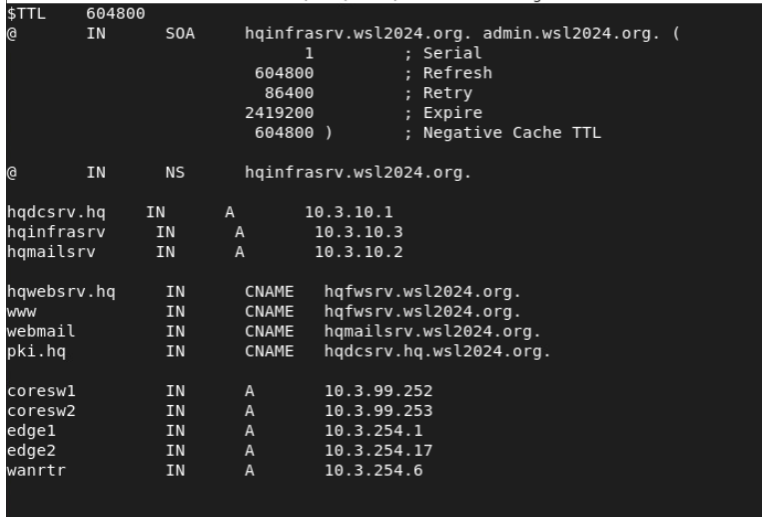 $TTL 604800
@ IN SOA hqinfrasrv.wsl2024.org. admin.wsl2024.org. (
1 ; Serial
604800 ; Refresh
86400 ; Retry
2419200 ; Expire
604800 ) ; Negative Cache TTL
@ IN NS hqinfrasrv.wsl2024.org.
hqdcsrv.hq IN A 10.3.10.1
hqinfrasrv IN A 10.3.10.3
hqmailsrv IN A 10.3.10.2
hqwebsrv.hq IN CNAME hqfwsrv.wsl2024.org.
www IN CNAME hqfwsrv.wsl2024.org.
webmail IN CNAME hqmailsrv.wsl2024.org.
pki.hq IN CNAME hqdcsrv.hq.wsl2024.org.
coresw1 IN A 10.3.99.252
coresw2 IN A 10.3.99.253
edge1 IN A 10.3.254.1
edge2 IN A 10.3.254.17
wanrtr IN A 10.3.254.6